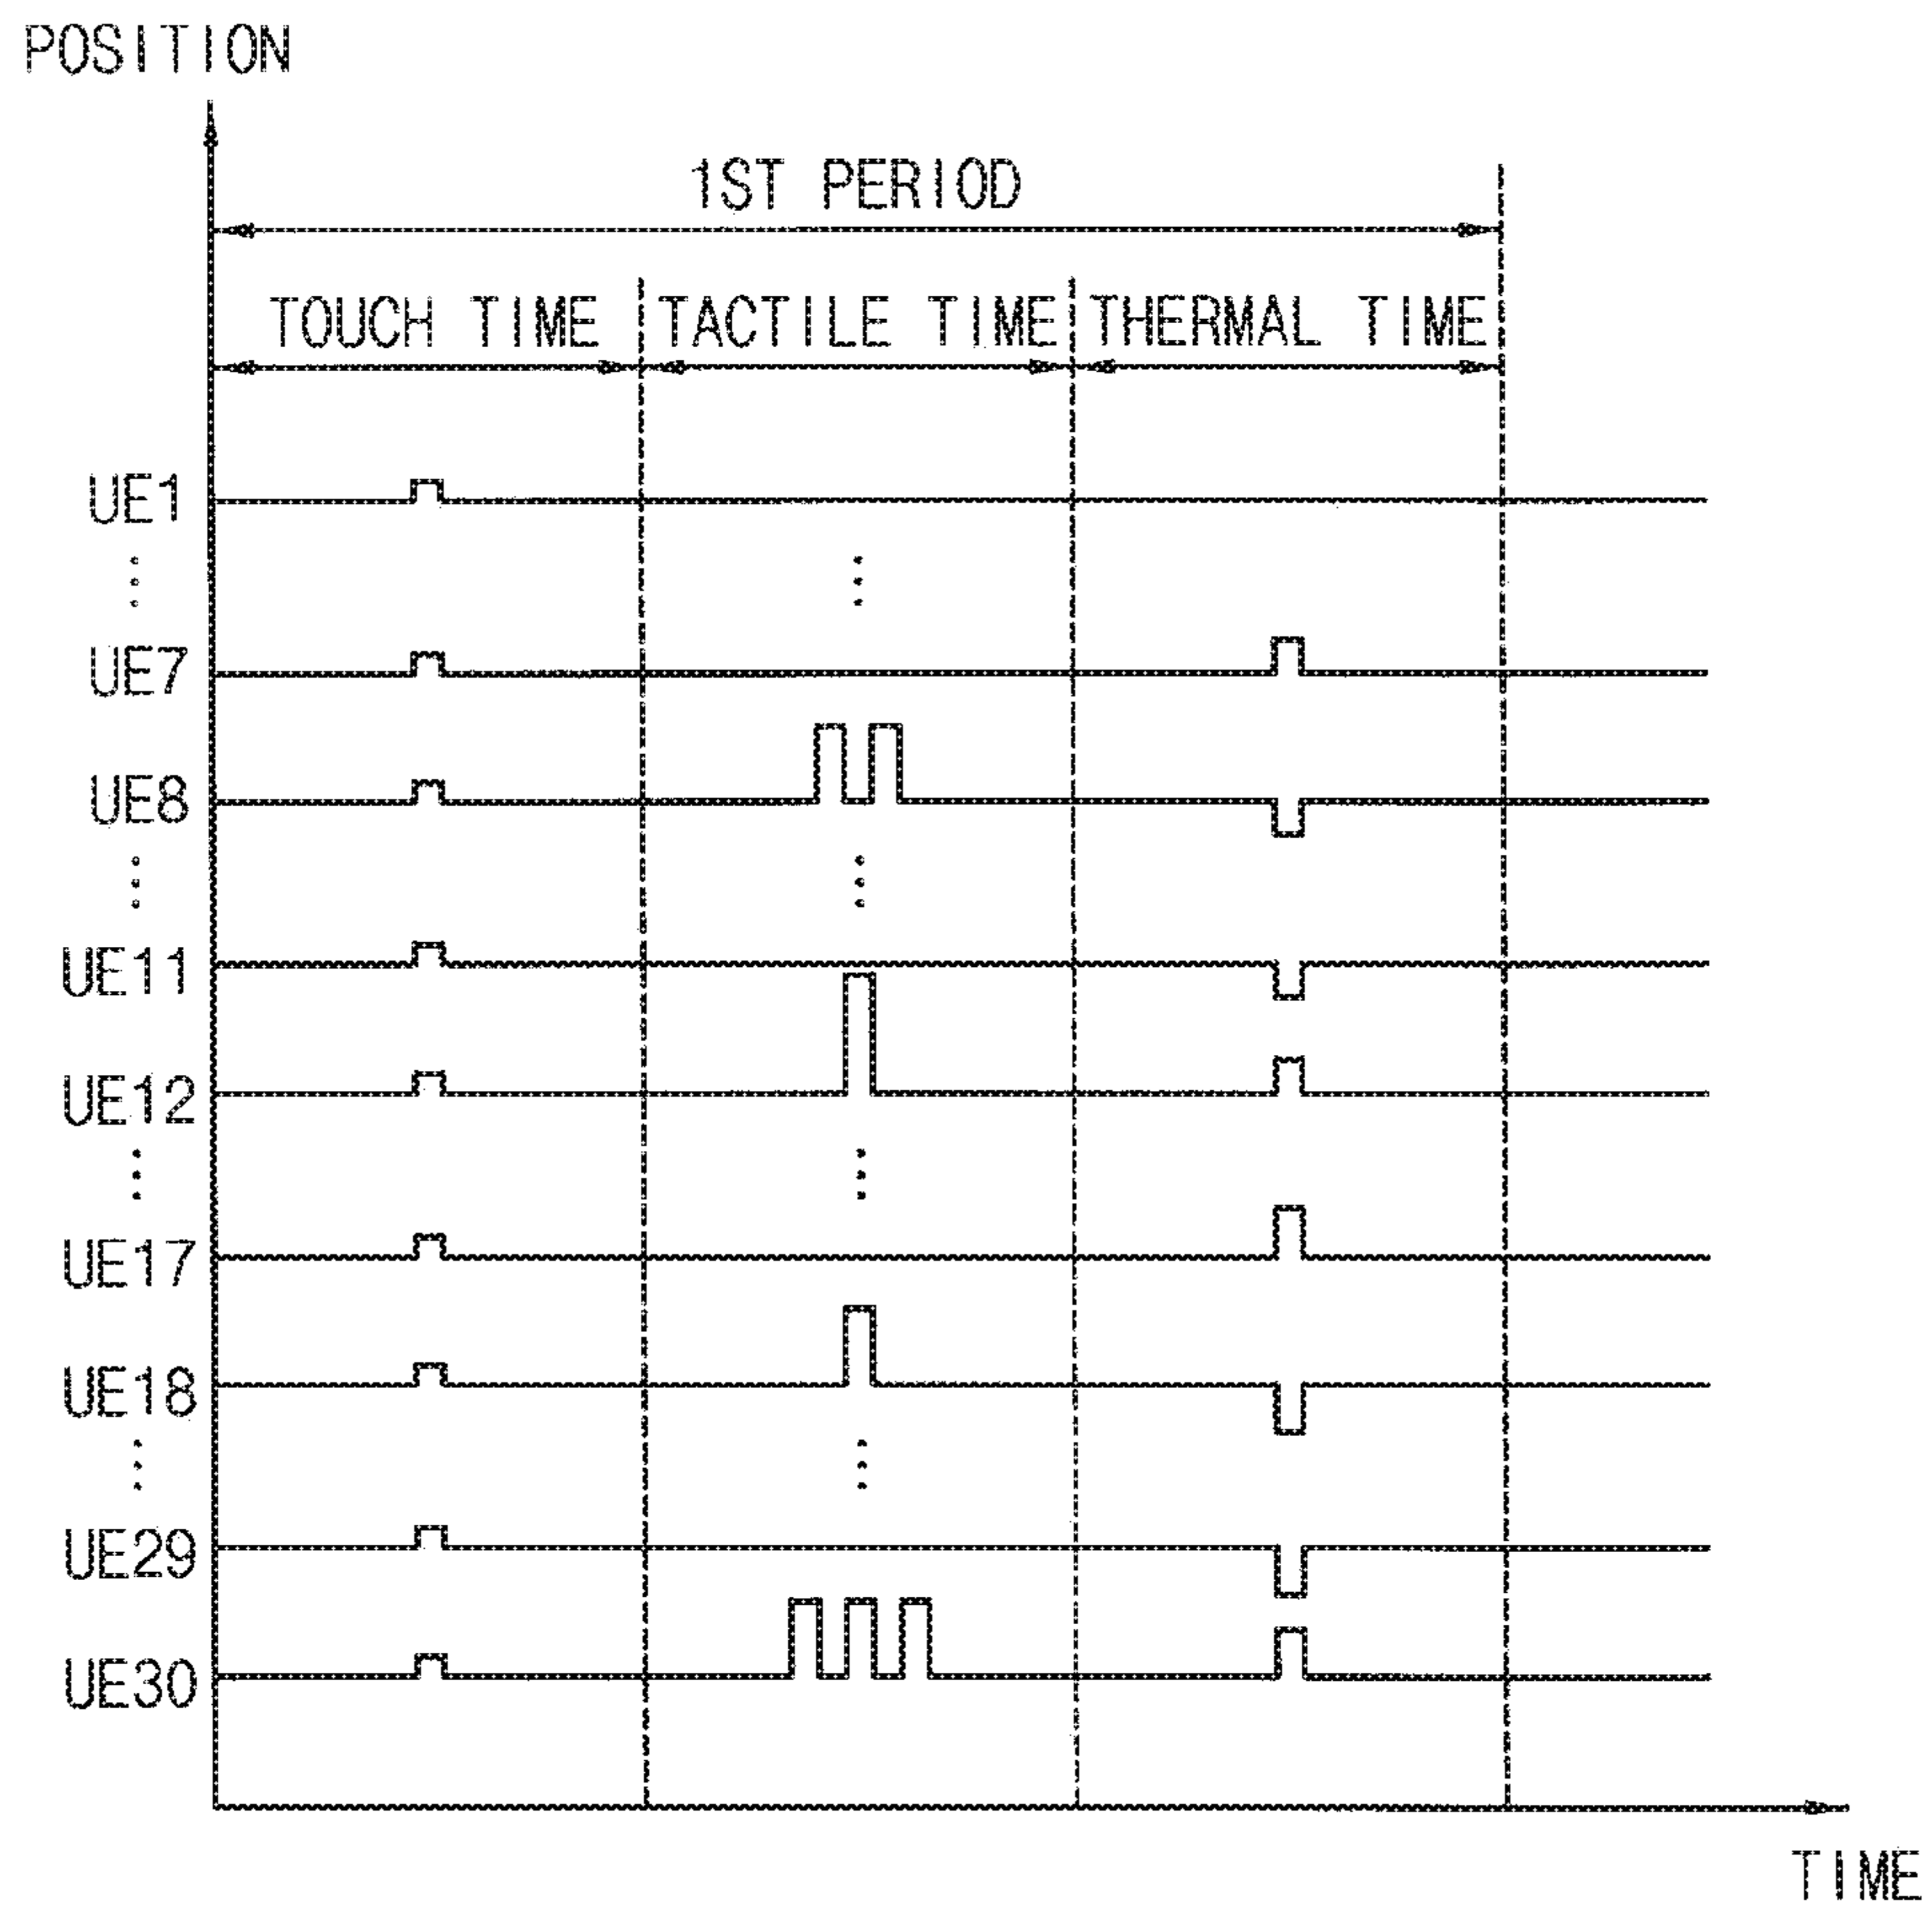 POSITION
1ST PERIOD
TOUCH TIME
TACTILE TIME
THERMAL TIME
UE1
UE7
UE8
UE11
UE12
UE17
UE18
UE29
UE30
TIME